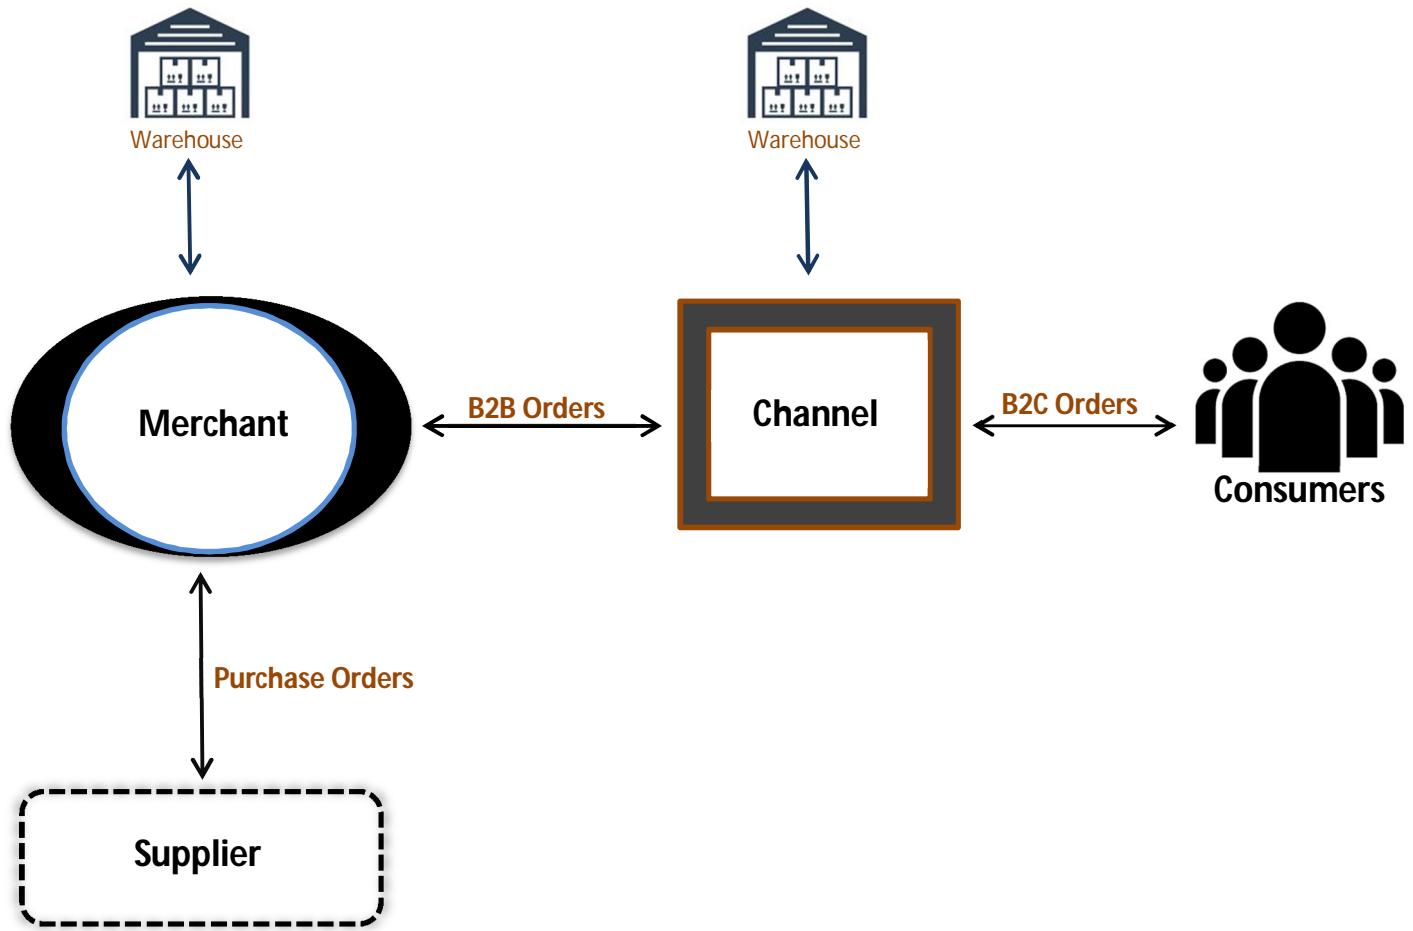 Warehouse
Warehouse
Merchant
B2B Orders
Channel
B2C Orders
Consumers
Purchase Orders
Supplier